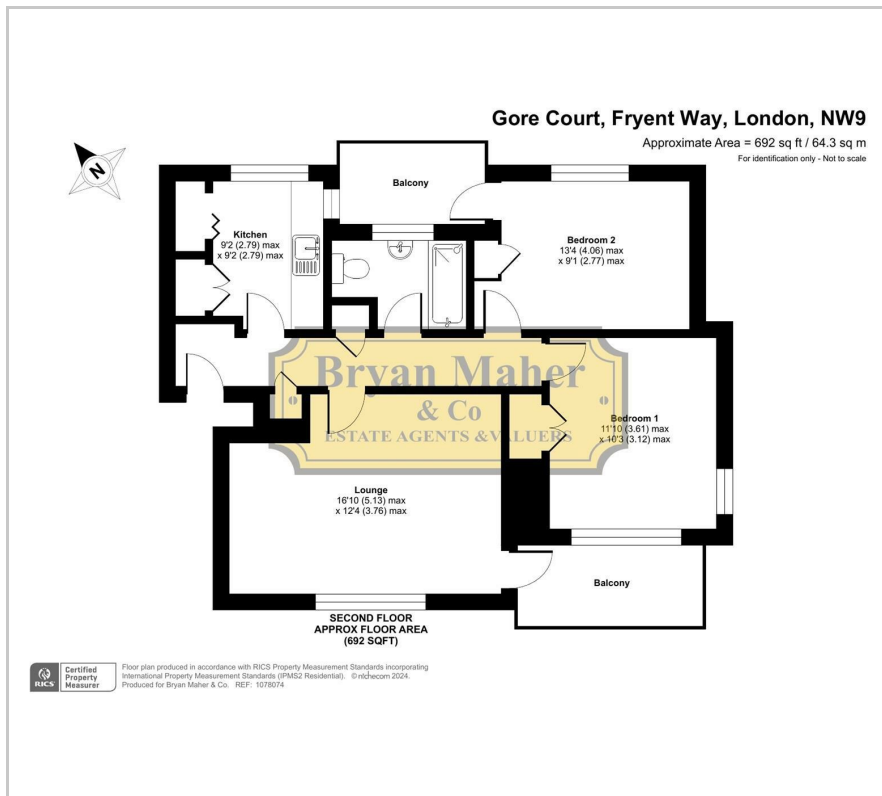 Gore Court, Fryent Way, London, NW9
Approximate Area = 692 sq ft / 64.3 sq m
For identification only - Not to scale
N
Balcony
Kitchen
9'2 (2.79) max
x 9'2 (2.79) max
Bedroom 2
13'4 (4.06) max
x 9'1 (2.77) max
Bryan Maher
& Co
ESTATE AGENTS & VALUERS
Bedroom 1
11'10 (3.61) max
x 10'3 (3.12) max
Lounge
16'10 (5.13) max
x 12'4 (3.76) max
Balcony
SECOND FLOOR
APPROX FLOOR AREA
(692 SQFT)
RICS
Certified
Property
Measurer
Floor plan produced in accordance with RICS Property Measurement Standards incorporating
International Property Measurement Standards (IPMS2 Residential). © nichecom 2024.
Produced for Bryan Maher & Co. REF: 1078074